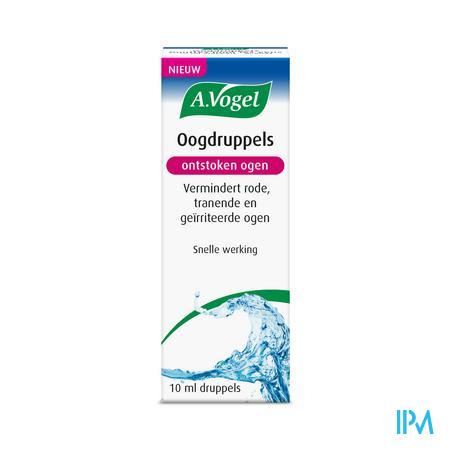 NIEUW
A.Vogel
Oogdruppels
ontstoken ogen
Vermindert rode,
tranende en
geïrriteerde ogen
Snelle werking
10 ml druppels
IPM